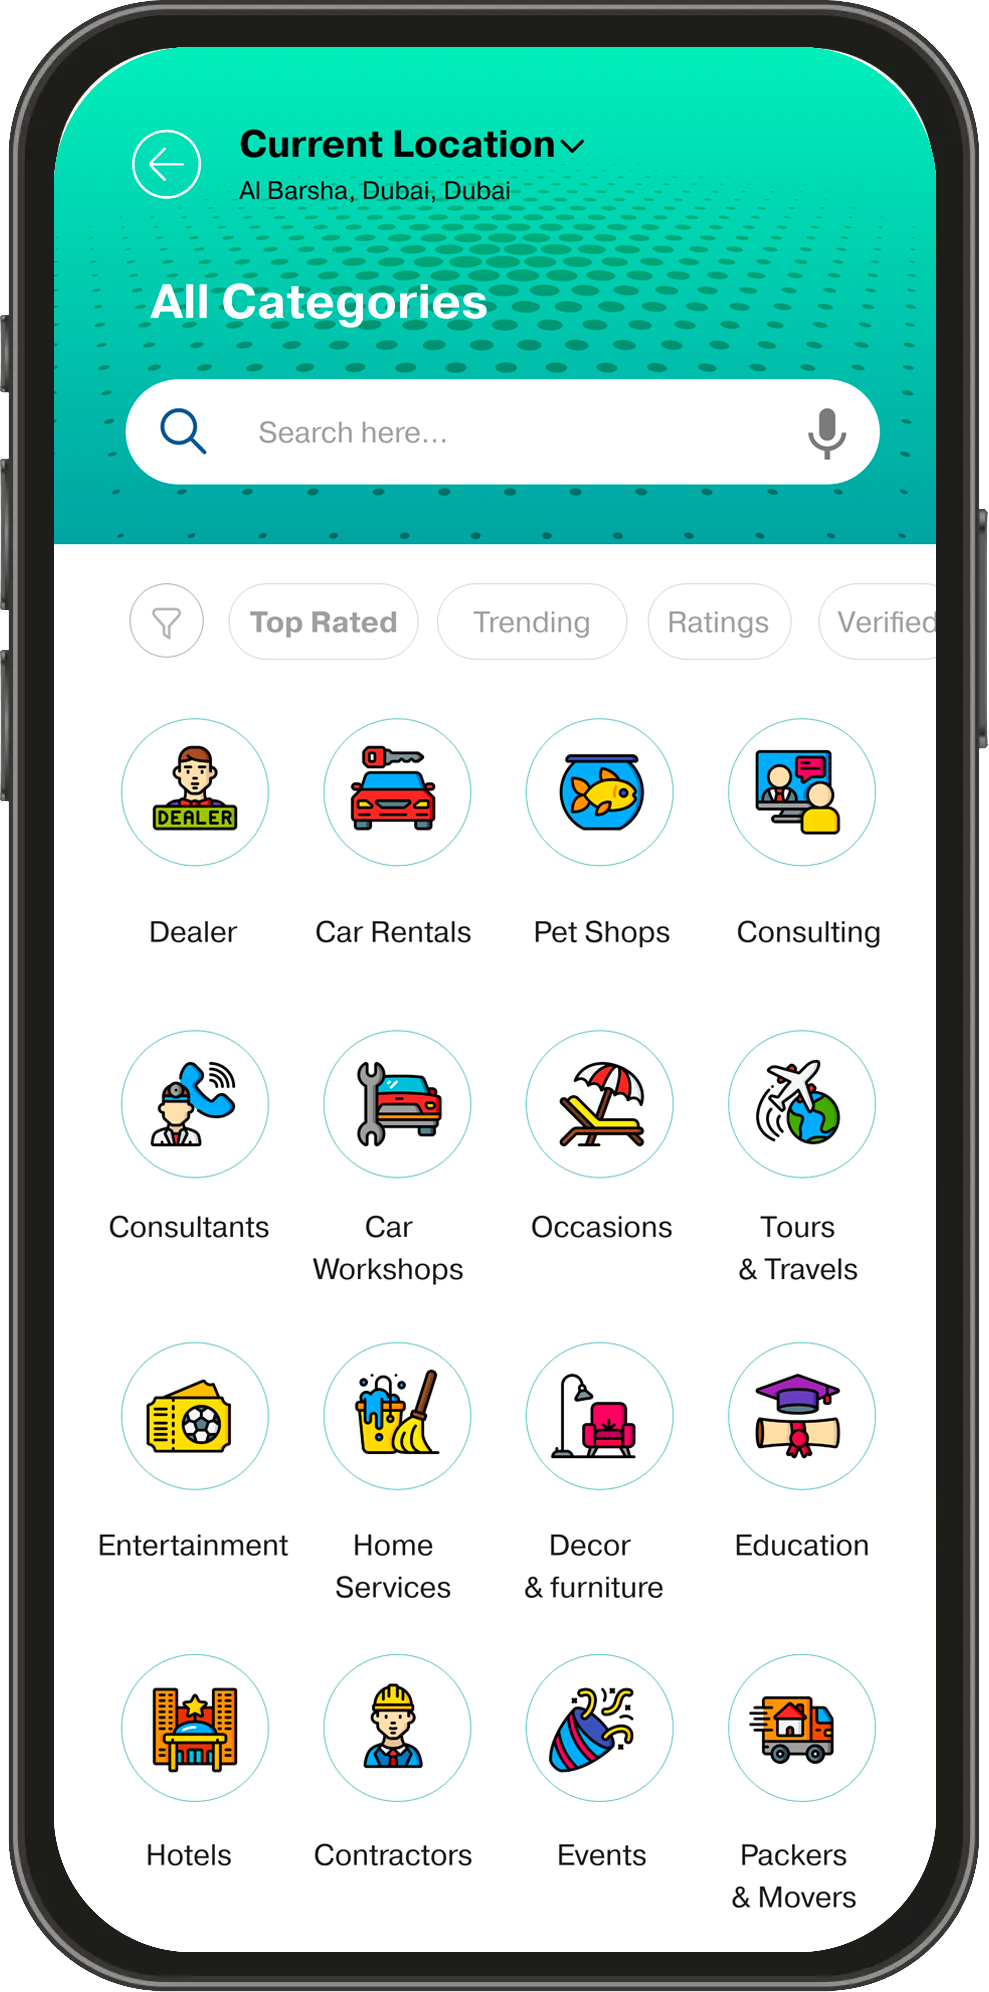 Current Location
Al Barsha, Dubai, Dubai
All Categories
Search here...
Top Rated
Trending
Ratings
Verified
DEALER
Dealer
Car Rentals
Pet Shops
Consulting
Consultants
Car
Workshops
Occasions
Tours
& Travels
Entertainment
Home
Services
Decor
& furniture
Education
Hotels
Contractors
Events
Packers
& Movers